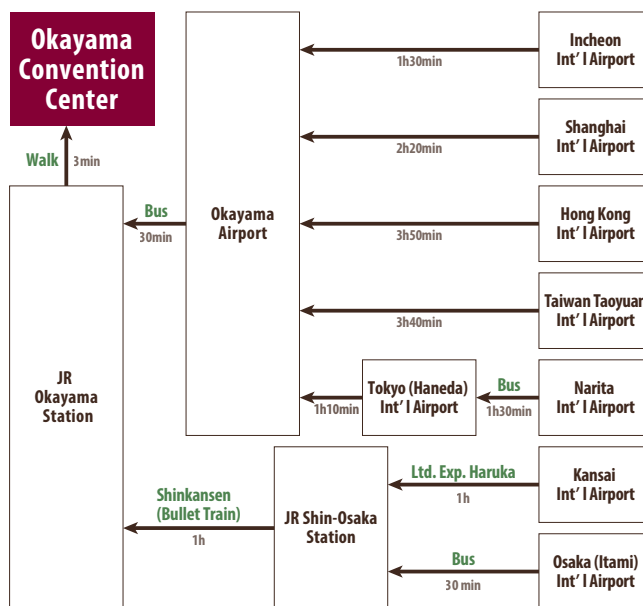 Okayama
Convention
Center
Walk 3min
JR
Okayama
Station
Bus
30min
Okayama
Airport
1h30min
Incheon
Int' l Airport
2h20min
Shanghai
Int' l Airport
3h50min
Hong Kong
Int' l Airport
3h40min
Taiwan Taoyuan
Int' l Airport
1h10min
Tokyo (Haneda)
Int' l Airport
Bus
1h30min
Narita
Int' l Airport
Shinkansen
(Bullet Train)
1h
JR Shin-Osaka
Station
Ltd. Exp. Haruka
1h
Kansai
Int' l Airport
Bus
30 min
Osaka (Itami)
Int' l Airport